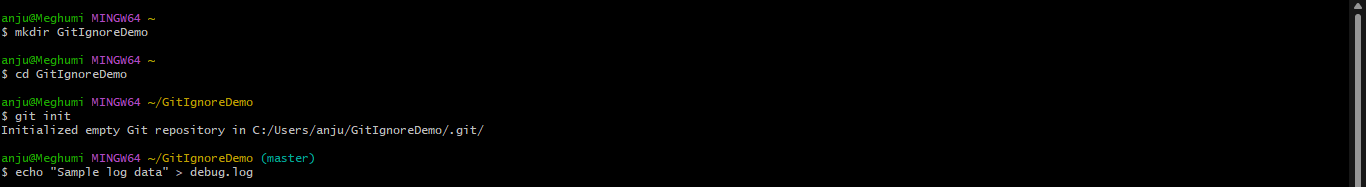 anju@Meghumi MINGW64 ~
$ mkdir GitIgnoreDemo
anju@Meghumi MINGW64 ~
$ cd GitIgnoreDemo
anju@Meghumi MINGW64 ~/GitIgnoreDemo
$ git init
Initialized empty Git repository in C:/Users/anju/GitIgnoreDemo/.git/
anju@Meghumi MINGW64 ~/GitIgnoreDemo (master)
$ echo "Sample log data" > debug.log